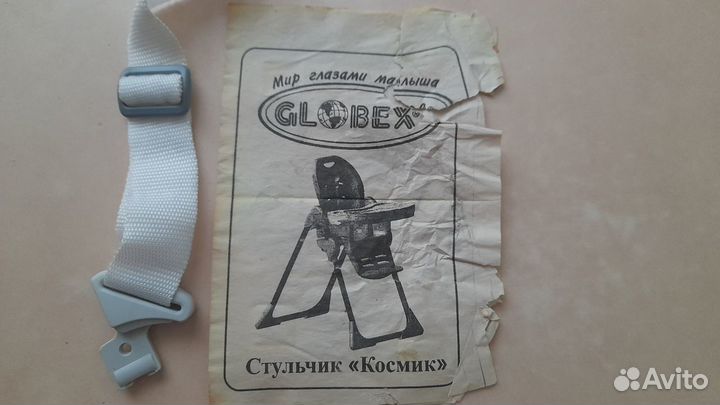 Мир глазами малыша
GLOBEX
Стульчик «Космик»
Avito